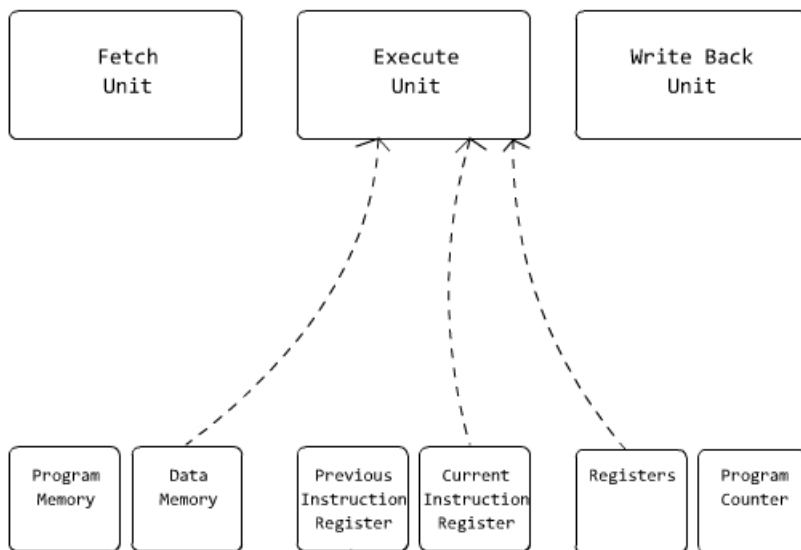 Fetch
Unit
Execute
Unit
Write Back
Unit
Program
Memory
Data
Memory
Previous
Instruction
Register
Current
Instruction
Register
Registers
Program
Counter